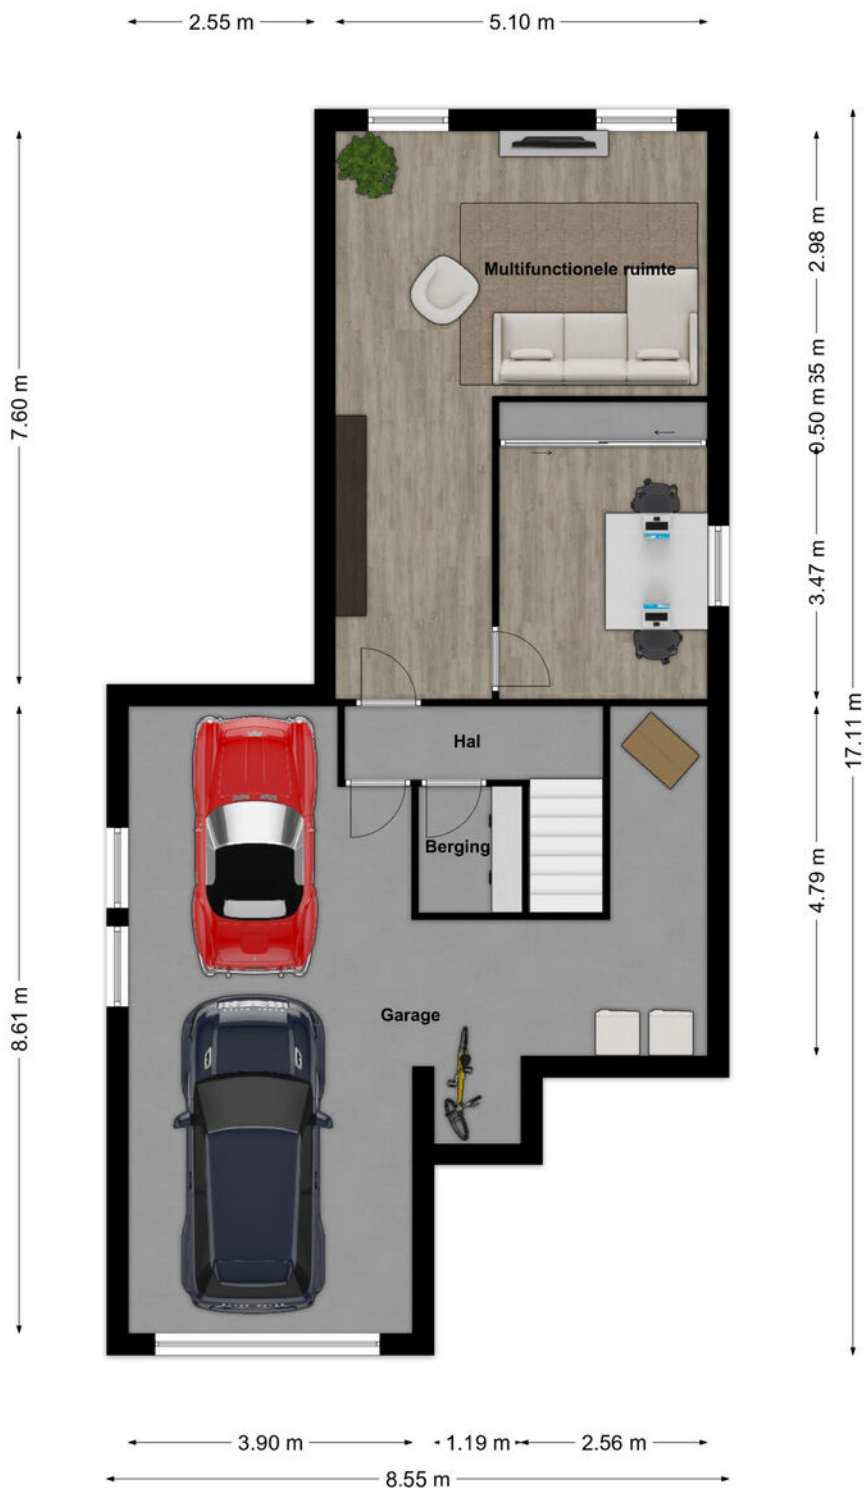 2.55 m
5.10 m
2.98 m
Multifunctionele ruimte
7.60 m
0.50 m
3.47 m
17.11 m
Hal
Berging
4.79 m
Garage
8.61 m
3.90 m
1.19 m
2.56 m
8.55 m